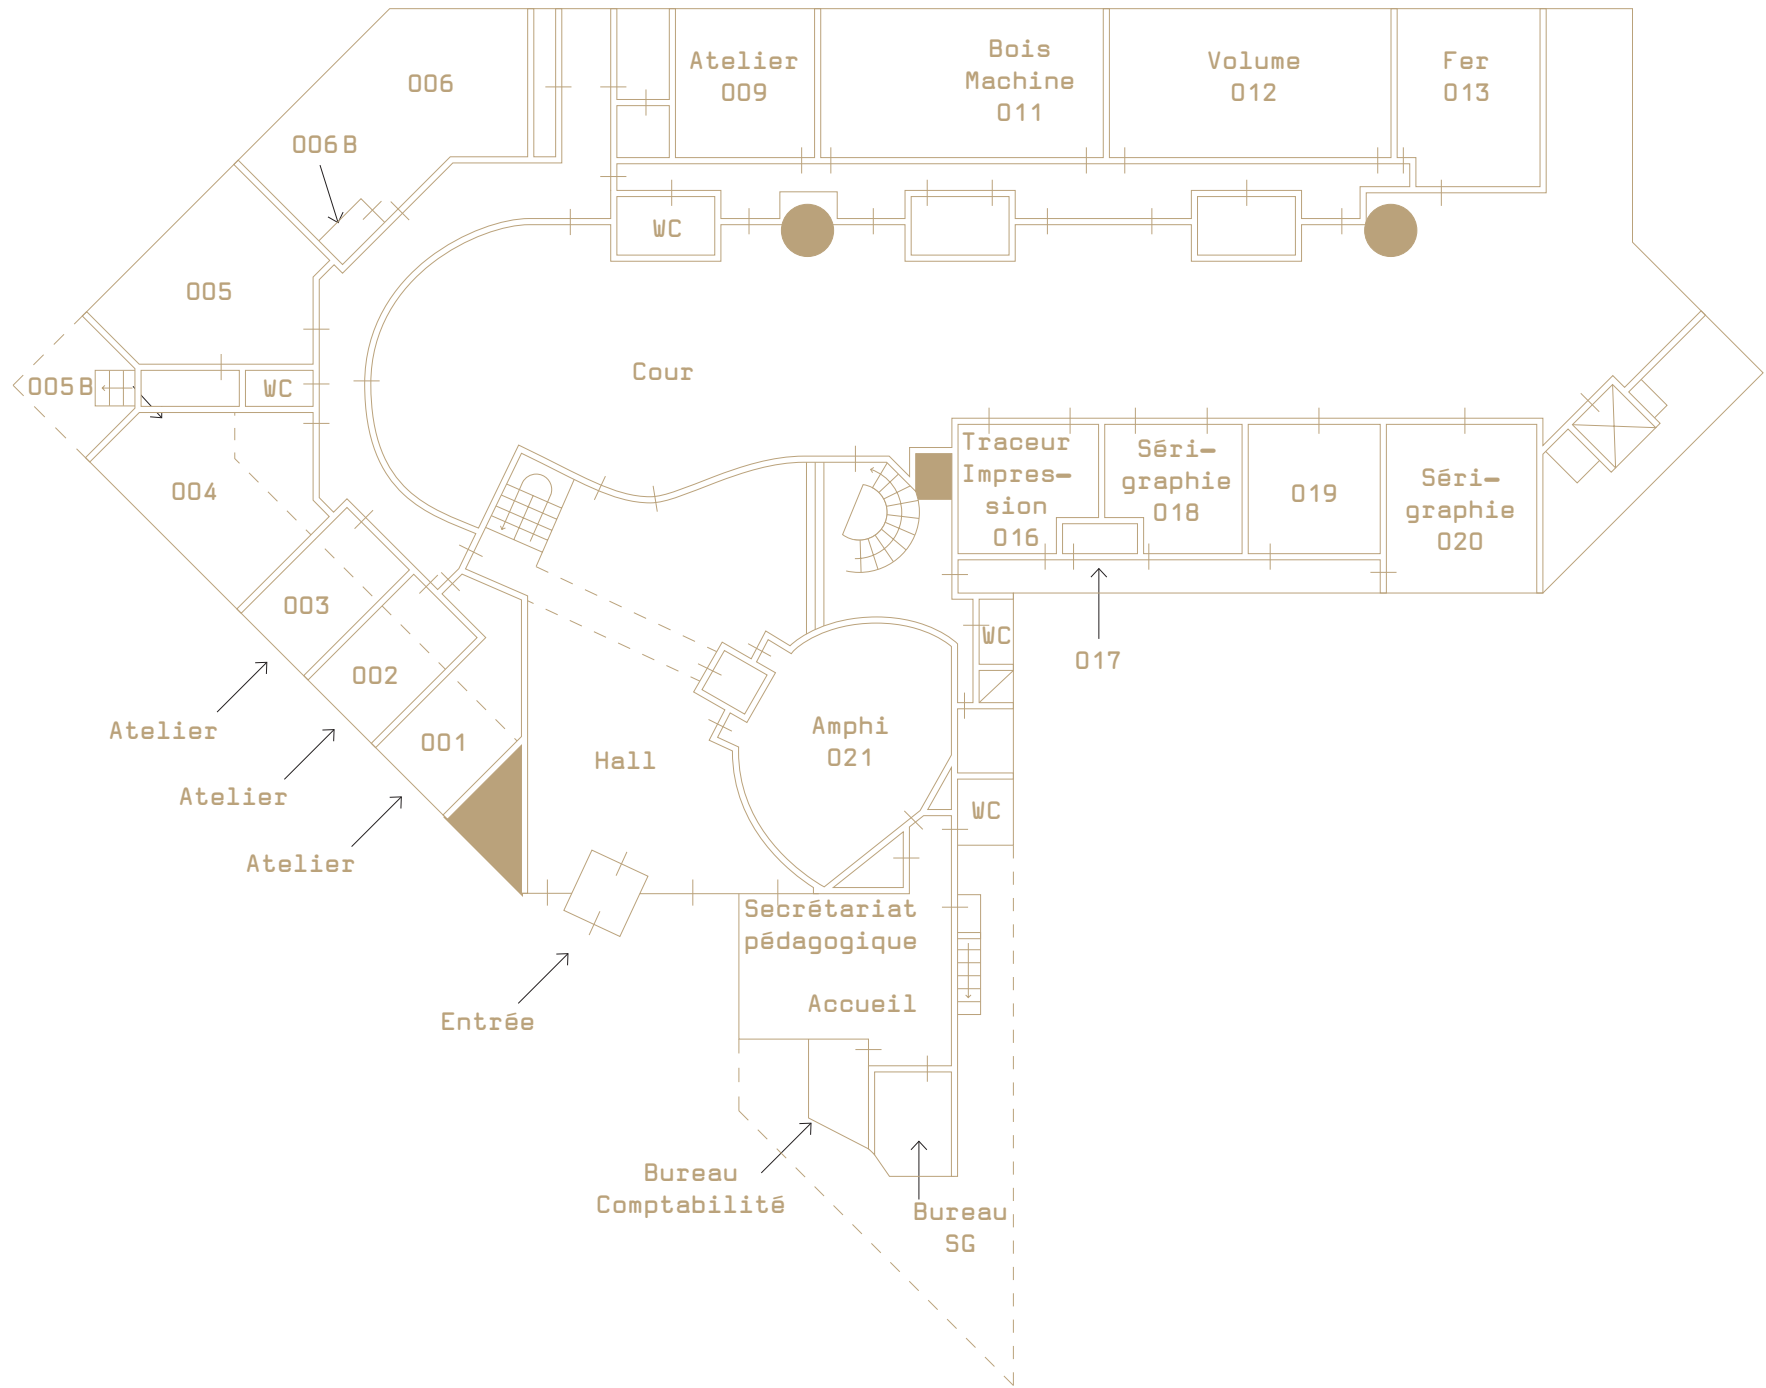 006
006B
Atelier
009
Bois
Machine
011
Volume
012
Fer
013
WC
005
Cour
005B
WC
004
Traceur
Impres-
sion
016
Séri-
graphie
018
019
Séri-
graphie
020
003
WC
017
002
Atelier
001
Amphi
021
Hall
Atelier
WC
Atelier
Secrétariat
pédagogique
Accueil
Entrée
Bureau
Comptabilité
Bureau
SG